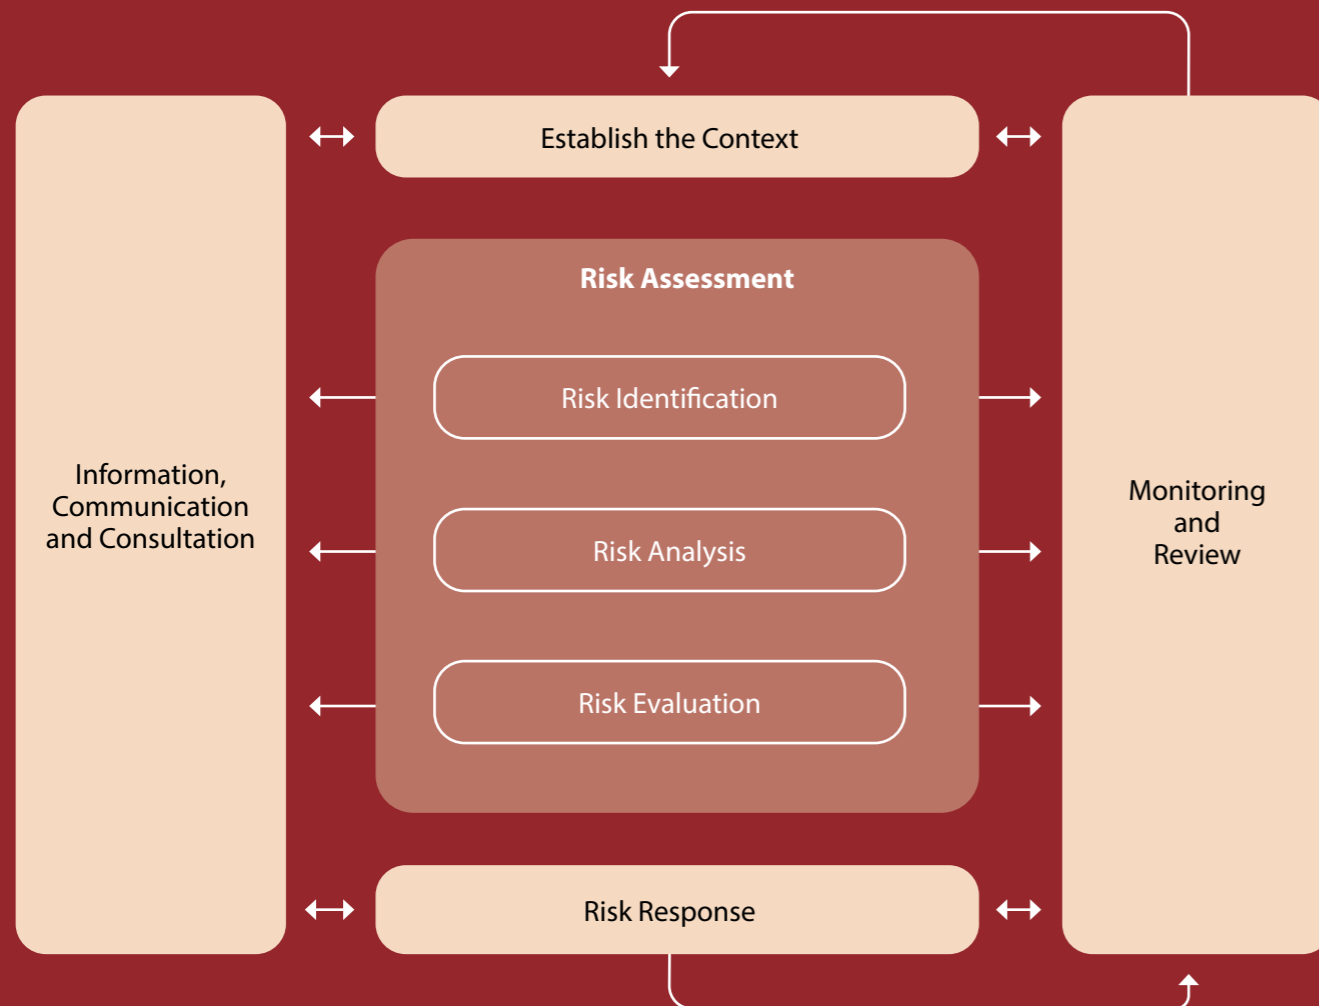 Establish the Context
Risk Assessment
Risk Identification
Risk Analysis
Risk Evaluation
Information,
Communication
and Consultation
Monitoring
and
Review
Risk Response